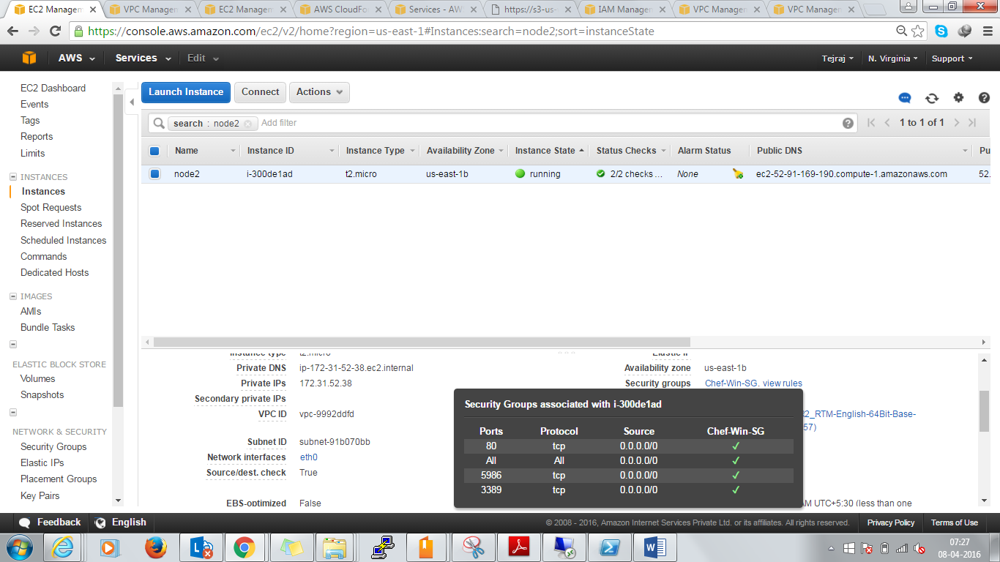 EC2 Managem
VPC Managen
EC2 Managen
AWS CloudFo
Services - AW
https://s3-us-
IAM Manager
VPC Managen
VPC Managen
https://console.aws.amazon.com/ec2/v2/home?region=us-east-1#Instances:search=node2;sort=instanceState
AWS Services Edit Tejraj N. Virginia Support
EC2 Dashboard
Events
Tags
Reports
Limits
INSTANCES
Instances
Spot Requests
Reserved Instances
Scheduled Instances
Commands
Dedicated Hosts
IMAGES
AMIs
Bundle Tasks
ELASTIC BLOCK STORE
Volumes
Snapshots
NETWORK & SECURITY
Security Groups
Elastic IPs
Placement Groups
Key Pairs
Launch Instance Connect Actions
search : node2 Add filter 1 to 1 of 1
Name Instance ID Instance Type Availability Zone Instance State Status Checks Alarm Status Public DNS Pu
node2 i-300de1ad t2.micro us-east-1b running 2/2 checks ... None ec2-52-91-169-190.compute-1.amazonaws.com 52.
Instance type t2.micro Elastic IP
Private DNS ip-172-31-52-38.ec2.internal Availability zone us-east-1b
Private IPs 172.31.52.38 Security groups Chef-Win-SG. view rules
Secondary private IPs
VPC ID vpc-9992ddfd R2_RTM-English-64Bit-Base-
57)
Subnet ID subnet-91b070bb
Network interfaces eth0
Source/dest. check True
EBS-optimized False AM UTC+5:30 (less than one
Security Groups associated with i-300de1ad
Ports Protocol Source Chef-Win-SG
80 tcp 0.0.0.0/0 ✓
All All 0.0.0.0/0 ✓
5986 tcp 0.0.0.0/0 ✓
3389 tcp 0.0.0.0/0 ✓
Feedback English © 2008 - 2016, Amazon Internet Services Private Ltd. or its affiliates. All rights reserved. Privacy Policy Terms of Use
07:27
08-04-2016